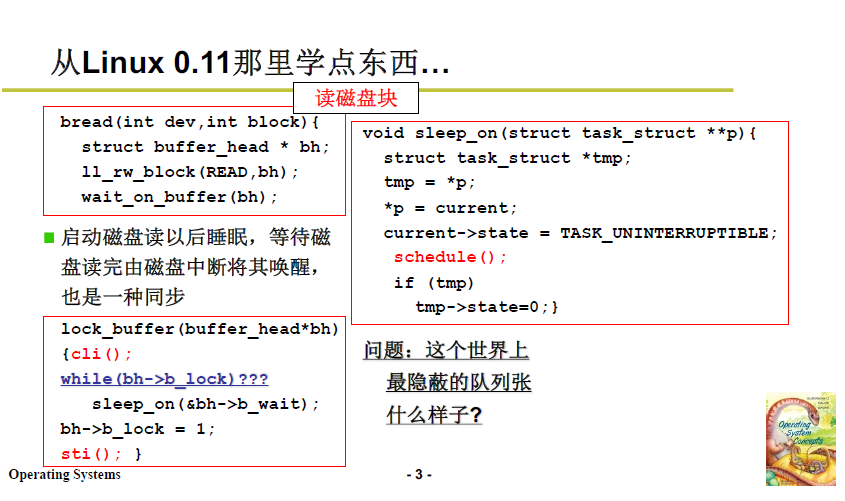 从Linux 0.11那里学点东西…
读磁盘块
bread(int dev,int block){
struct buffer_head * bh;
ll_rw_block(READ,bh);
wait_on_buffer(bh);
启动磁盘读以后睡眠，等待磁
盘读完由磁盘中断将其唤醒，
也是一种同步
lock_buffer(buffer_head*bh)
{cli();
while(bh->b_lock)???
sleep_on(&bh->b_wait);
bh->b_lock = 1;
sti(); }
void sleep_on(struct task_struct **p){
struct task_struct *tmp;
tmp = *p;
*p = current;
current->state = TASK_UNINTERRUPTIBLE;
schedule();
if (tmp)
tmp->state=0;}
问题：这个世界上
最隐蔽的队列张
什么样子?
Operating
System
Concepts
Operating Systems
- 3 -